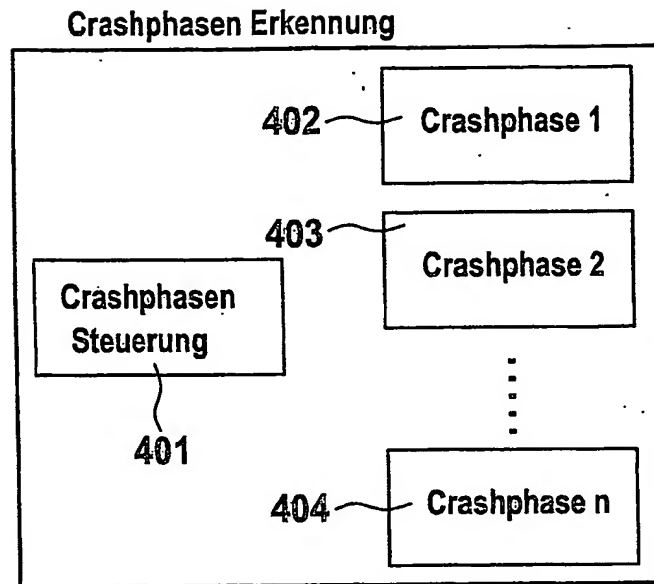 Crashphasen Erkennung
402
Crashphase 1
403
Crashphase 2
Crashphasen
Steuerung
401
404
Crashphase n